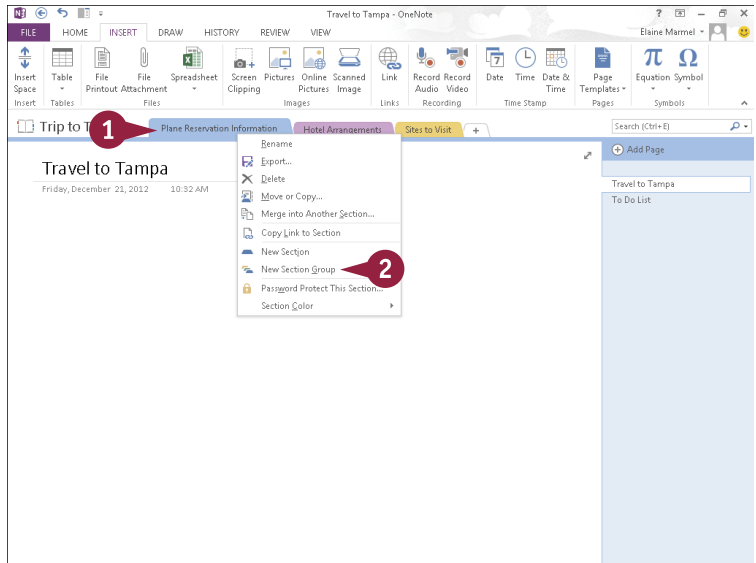 Travel to Tampa - OneNote
?
FILE HOME INSERT DRAW HISTORY REVIEW VIEW
Elaine Marmel
Insert Space
Table
File Printout
File Attachment
Spreadsheet
Screen Clipping
Pictures
Online Pictures
Scanned Image
Link
Record Audio
Record Video
7
Date
Time
Date & Time
Page Templates
π
Equation
Ω
Symbol
Insert Tables Files Images Links Recording Time Stamp Pages Symbols
Trip to T
1
Plane Reservation Information
Hotel Arrangements
Sites to Visit
+
Search (Ctrl+E)
Travel to Tampa
Friday, December 21, 2012 10:32 AM
Rename
Export...
Delete
Move or Copy...
Merge into Another Section...
Copy Link to Section
New Section
New Section Group
2
Password Protect This Section...
Section Color
Add Page
Travel to Tampa
To Do List